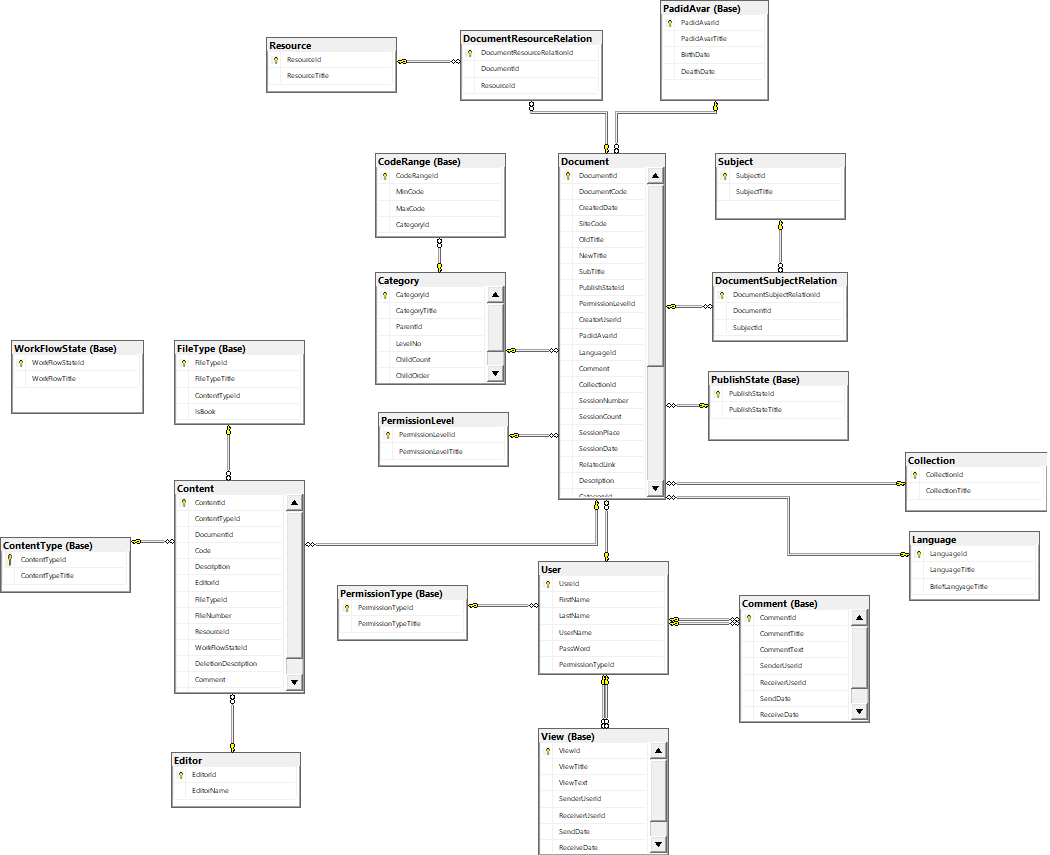 PadidAvar (Base)
PadidAvarId
PadidAvarTitle
BirthDate
DeathDate
DocumentResourceRelation
DocumentResourceRelationId
DocumentId
ResourceId
Resource
ResourceId
ResourceTitle
CodeRange (Base)
CodeRangeId
MinCode
MaxCode
CategoryId
Document
DocumentId
DocumentCode
CreatedDate
SiteCode
OldTitle
NewTitle
SubTitle
PublishStateId
PermissionLevelId
CreatorUserId
PadidAvarId
LanguageId
Comment
CollectionId
SessionNumber
SessionCount
SessionPlace
SessionDate
RelatedLink
Description
CategoryId
Subject
SubjectId
SubjectTitle
Category
CategoryId
CategoryTitle
ParentId
LevelNo
ChildCount
ChildOrder
DocumentSubjectRelation
DocumentSubjectRelationId
DocumentId
SubjectId
WorkFlowState (Base)
WorkFlowStateId
WorkFlowTitle
FileType (Base)
FileTypeId
FileTypeTitle
ContentTypeId
IsBook
PublishState (Base)
PublishStateId
PublishStateTitle
PermissionLevel
PermissionLevelId
PermissionLevelTitle
Collection
CollectionId
CollectionTitle
Content
ContentId
ContentTypeId
DocumentId
Code
Description
EditorId
FileTypeId
FileNumber
ResourceId
WorkFlowStateId
DeletionDescription
Comment
Language
LanguageId
LanguageTitle
BriefLangyageTitle
ContentType (Base)
ContentTypeId
ContentTypeTitle
User
UsreId
FirstName
LastName
UserName
PassWord
PermissionTypeId
PermissionType (Base)
PermissionTypeId
PermissionTypeTitle
Comment (Base)
CommentId
CommentTitle
CommentText
SenderUserId
ReceiverUserId
SendDate
ReceiveDate
View (Base)
ViewId
ViewTitle
ViewText
SenderUserId
ReceiverUserId
SendDate
ReceiveDate
Editor
EditorId
EditorName